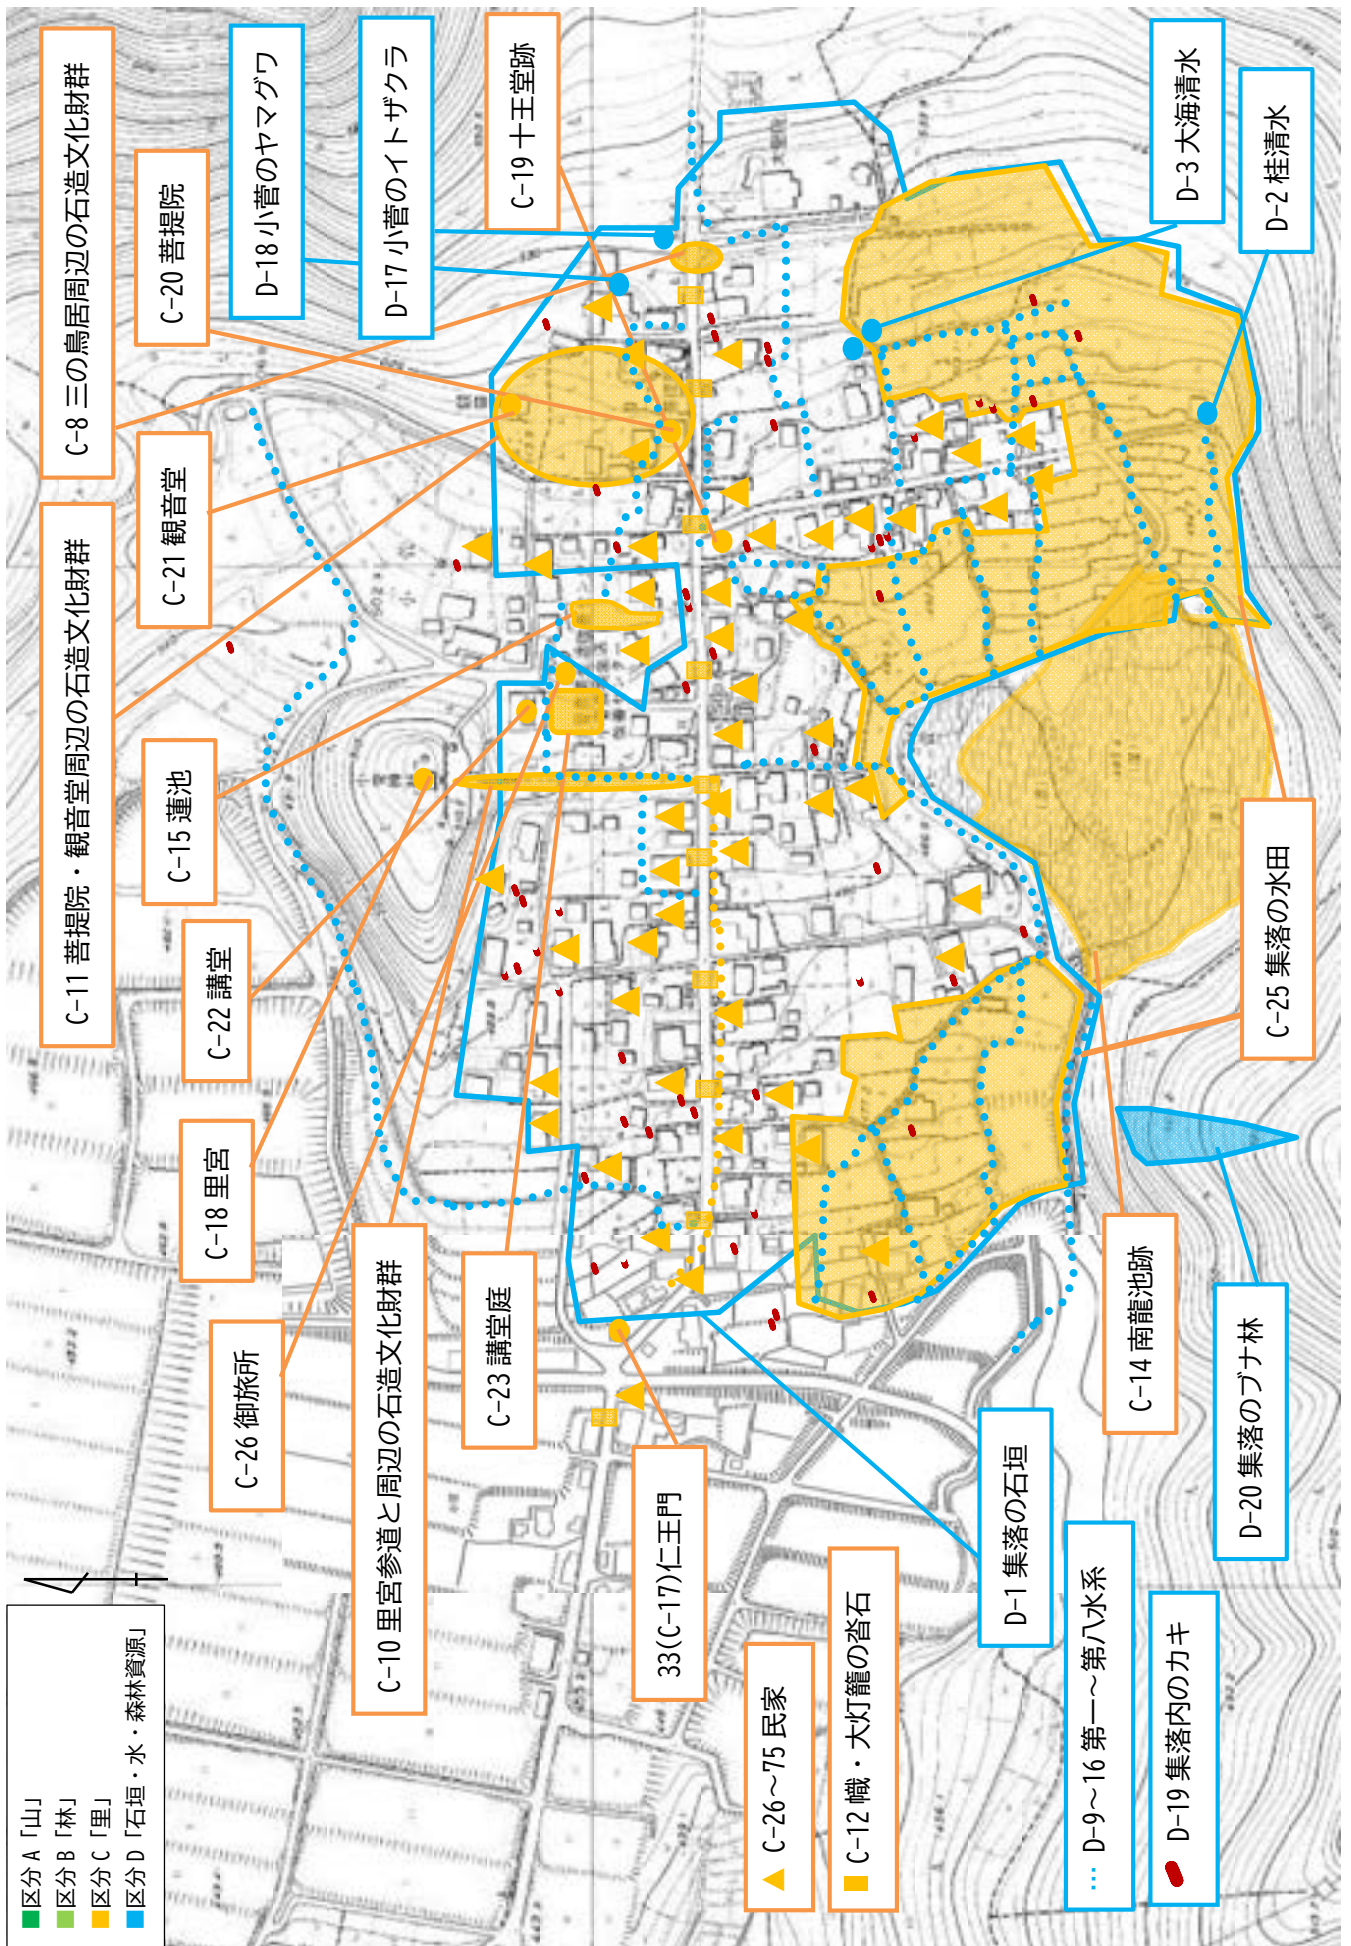 区分A「山」
区分B「林」
区分C「里」
区分D「石垣・水・森林資源」
C-11 菩提院・観音堂周辺の石造文化財群
C-8 三の鳥居周辺の石造文化財群
C-20 菩提院
D-18 小菅のヤマグワ
D-17 小菅のイトザクラ
C-19 十王堂跡
D-3 大海清水
D-2 桂清水
C-21 観音堂
C-15 蓮池
C-22 講堂
C-18 里宮
C-26 御旅所
C-10 里宮参道と周辺の石造文化財群
C-23 講堂庭
33(C-17)仁王門
C-25 集落の水田
C-14 南龍池跡
D-20 集落のブナ林
D-1 集落の石垣
C-26～75 民家
C-12 幟・大灯籠の沓石
D-9～16 第一～第八水系
D-19 集落内のカキ